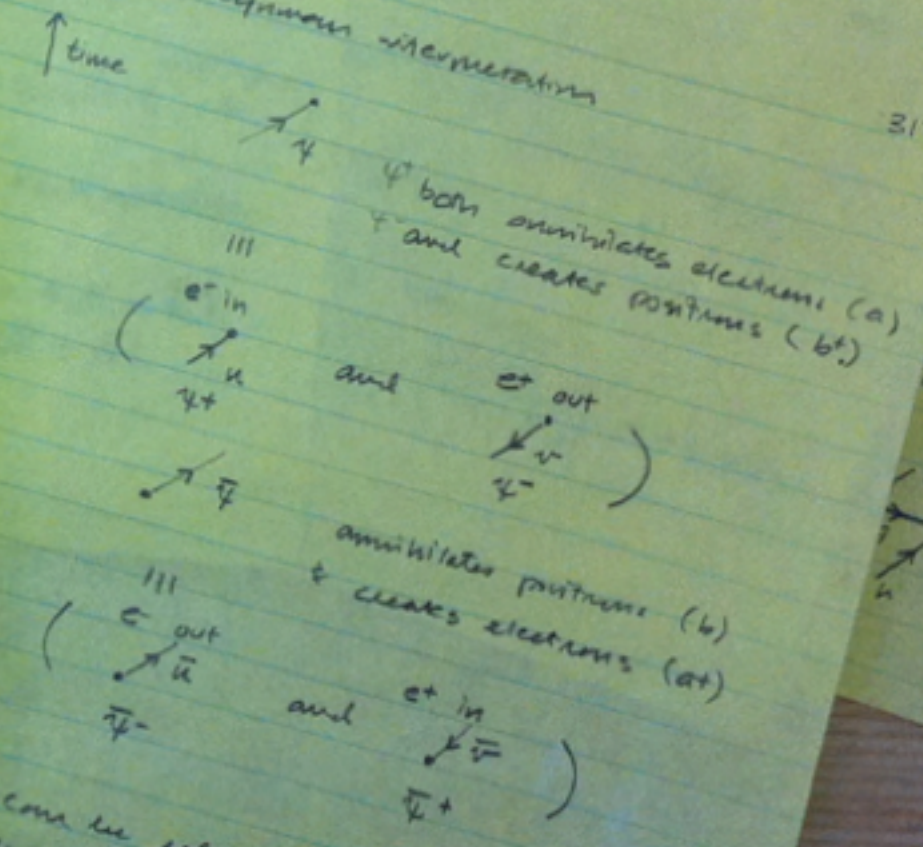 interpretation
↑ time
31
ψ
ψ both annihilates electrons (a)
and creates positrons (b+)
|||
( e- in and e+ out )
u v
ψ+ ψ-
ψ̄
annihilates positrons (b)
& creates electrons (a+)
|||
( e- out and e+ in )
ū v̄
ψ̄- ψ̄+
u